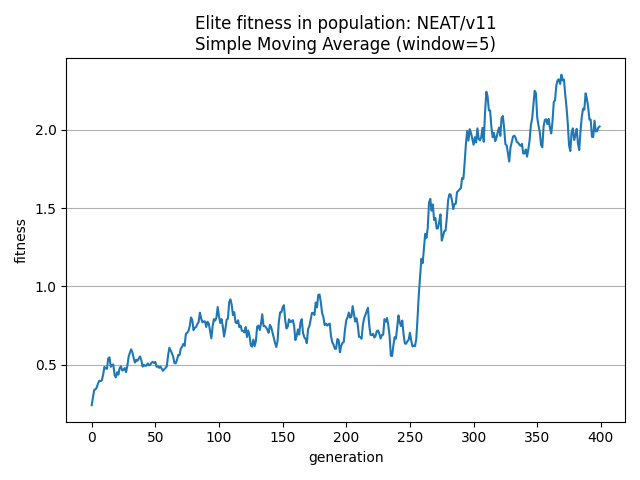 Elite fitness in population: NEAT/v11
Simple Moving Average (window=5)
fitness
2.0
1.5
1.0
0.5
0 50 100 150 200 250 300 350 400
generation